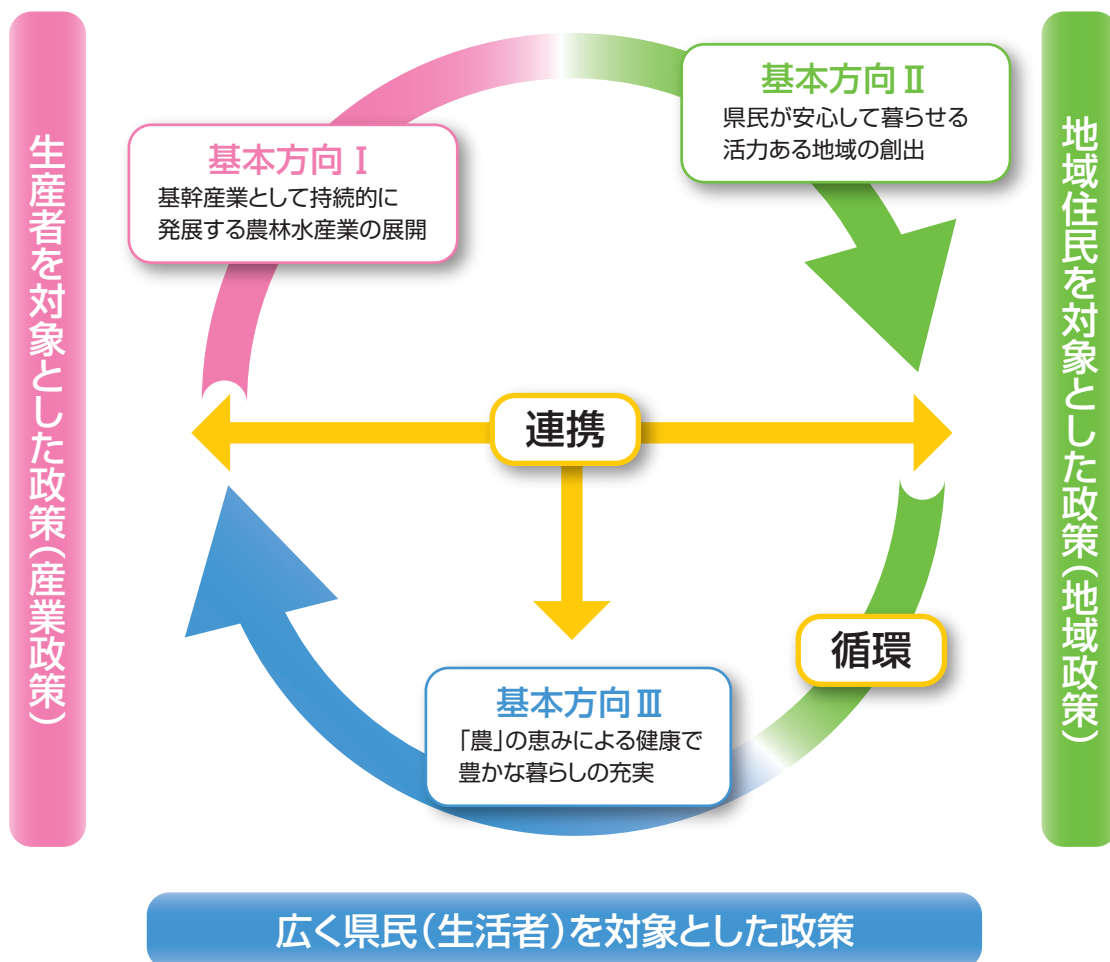 生産者を対象とした政策（産業政策）
基本方向Ⅰ
基幹産業として持続的に
発展する農林水産業の展開
基本方向Ⅱ
県民が安心して暮らせる
活力ある地域の創出
地域住民を対象とした政策（地域政策）
連携
循環
基本方向Ⅲ
「農」の恵みによる健康で
豊かな暮らしの充実
広く県民（生活者）を対象とした政策